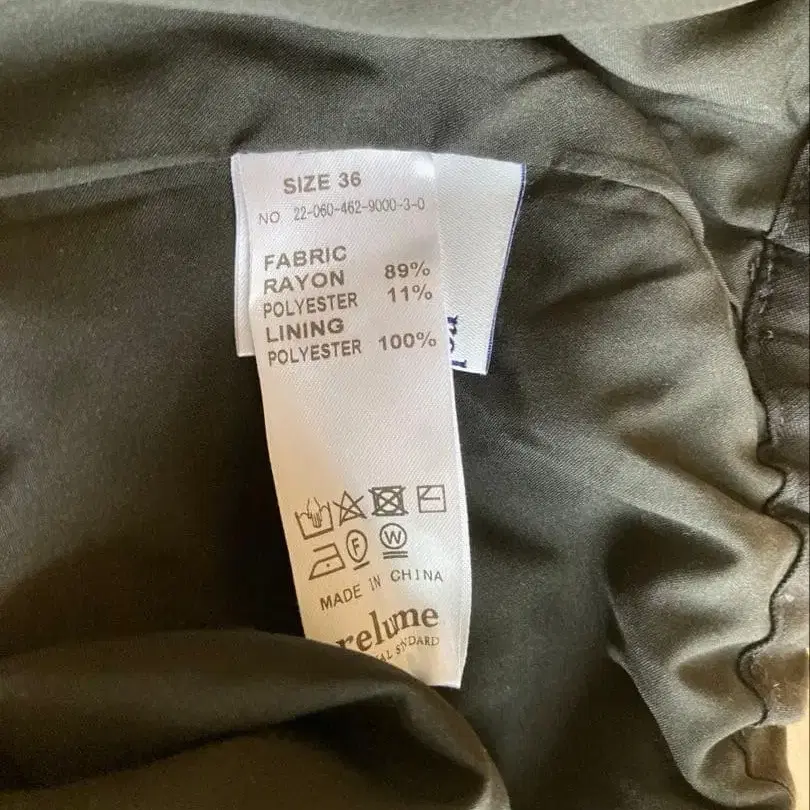 SIZE 36
NO 22-060-462-9000-3-0
FABRIC
RAYON 89%
POLYESTER 11%
LINING
POLYESTER 100%
F W
MADE IN CHINA
relume